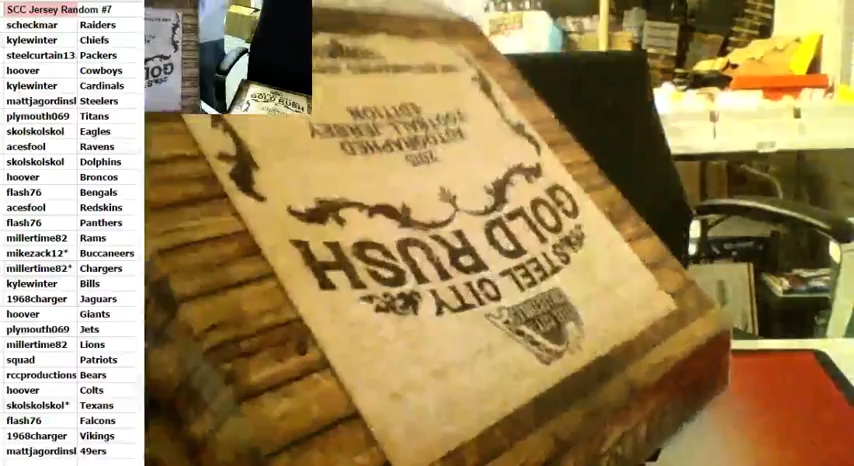 SCC Jersey Random #7
scheckmar Raiders
kylewinter Chiefs
steelcurtain13 Packers
hoover Cowboys
kylewinter Cardinals
mattjagordinsl Steelers
plymouth069 Titans
skolskolskol Eagles
acesfool Ravens
skolskolskol Dolphins
hoover Broncos
flash76 Bengals
acesfool Redskins
flash76 Panthers
millertime82 Rams
mikezack12* Buccaneers
millertime82* Chargers
kylewinter Bills
1968charger Jaguars
hoover Giants
plymouth069 Jets
millertime82 Lions
squad Patriots
rccproductions Bears
hoover Colts
skolskolskol* Texans
flash76 Falcons
1968charger Vikings
mattjagordinsl 49ers
STEEL CITY
GOLD RUSH
2015
AUTOGRAPHED
FOOTBALL JERSEY
EDITION